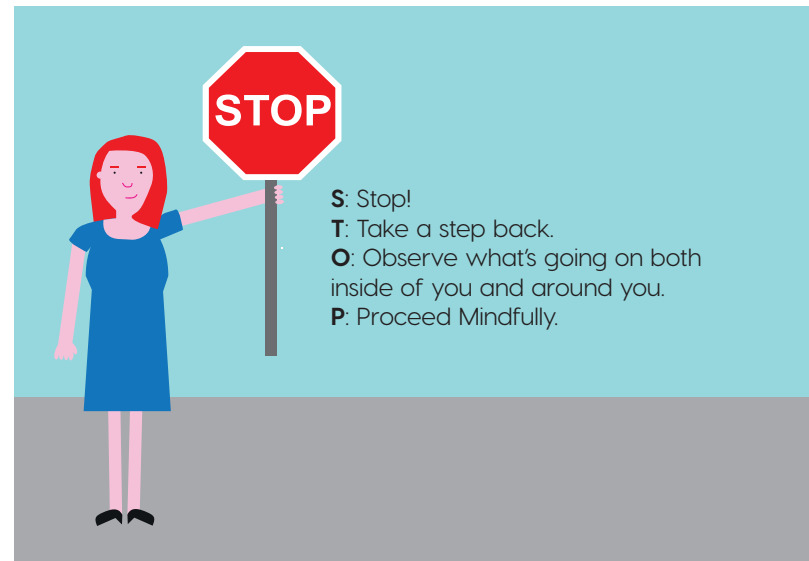 STOP
S: Stop!
T: Take a step back.
O: Observe what's going on both
inside of you and around you.
P: Proceed Mindfully.